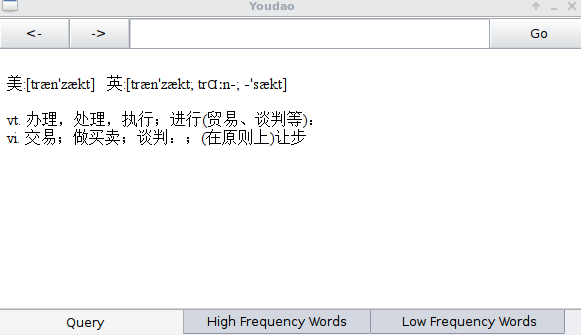 Youdao
<- -> Go
美:[træn'zækt] 英:[træn'zækt; trɑːn-; -'sækt]
vt. 办理，处理，执行；进行(贸易、谈判等)：
vi. 交易；做买卖；谈判：；(在原则上)让步
Query High Frequency Words Low Frequency Words